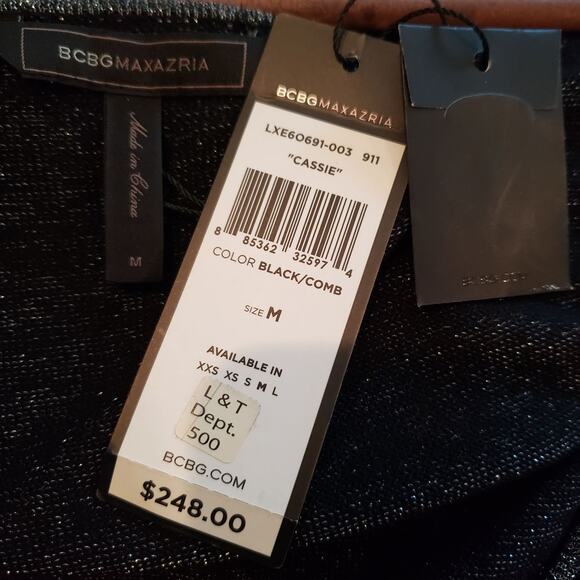 BCBGMAXAZRIA
Made in China
M
BCBGMAXAZRIA
LXE6O691-003 911
"CASSIE"
8 85362 32597 4
COLOR BLACK/COMB
SIZE M
AVAILABLE IN
XXS XS S M L
L & T
Dept.
500
BCBG.COM
$248.00